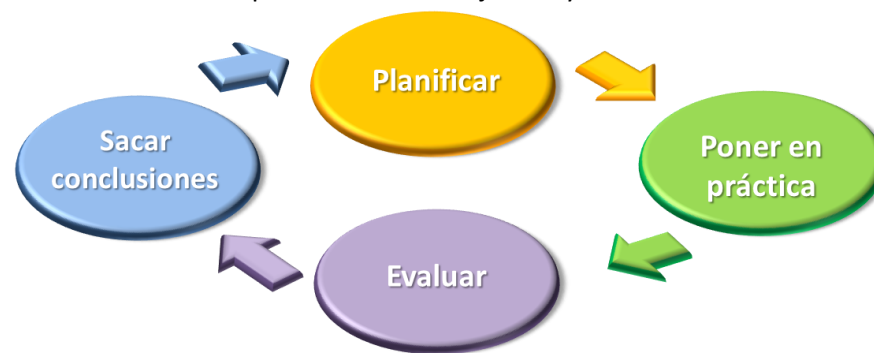 Planificar
Poner en
práctica
Evaluar
Sacar
conclusiones